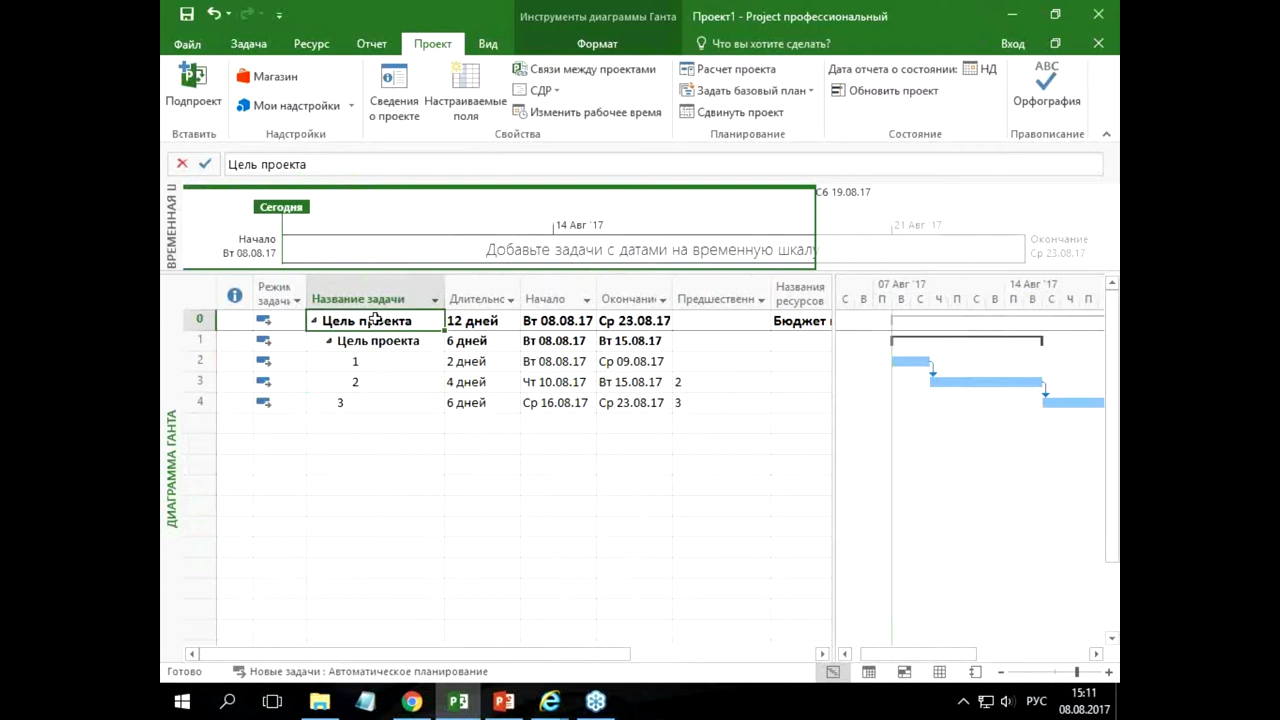 Инструменты диаграммы Ганта
Проект1 - Project профессиональный
Файл Задача Ресурс Отчет Проект Вид Формат Что вы хотите сделать? Вход
Подпроект
Вставить
Магазин
Мои надстройки
Надстройки
Сведения о проекте
Настраиваемые поля
Связи между проектами
СДР
Изменить рабочее время
Свойства
Расчет проекта
Задать базовый план
Сдвинуть проект
Планирование
Дата отчета о состоянии: НД
Обновить проект
Состояние
ABC
Орфография
Правописание
Цель проекта
ВРЕМЕННАЯ Ш
Сб 19.08.17
Сегодня
14 Авг '17
21 Авг '17
Начало
Вт 08.08.17
Добавьте задачи с датами на временную шкалу
Окончание
Ср 23.08.17
ДИАГРАММА ГАНТА
Режим задачи Название задачи Длительно Начало Окончание Предшественн Названия ресурсов
07 Авг '17 14 Авг '17
С В П В С Ч П С В П В С Ч П
0 Цель проекта 12 дней Вт 08.08.17 Ср 23.08.17 Бюджет
1 Цель проекта 6 дней Вт 08.08.17 Вт 15.08.17
2 1 2 дней Вт 08.08.17 Ср 09.08.17
3 2 4 дней Чт 10.08.17 Вт 15.08.17 2
4 3 6 дней Ср 16.08.17 Ср 23.08.17 3
Готово
Новые задачи : Автоматическое планирование
РУС
15:11
08.08.2017